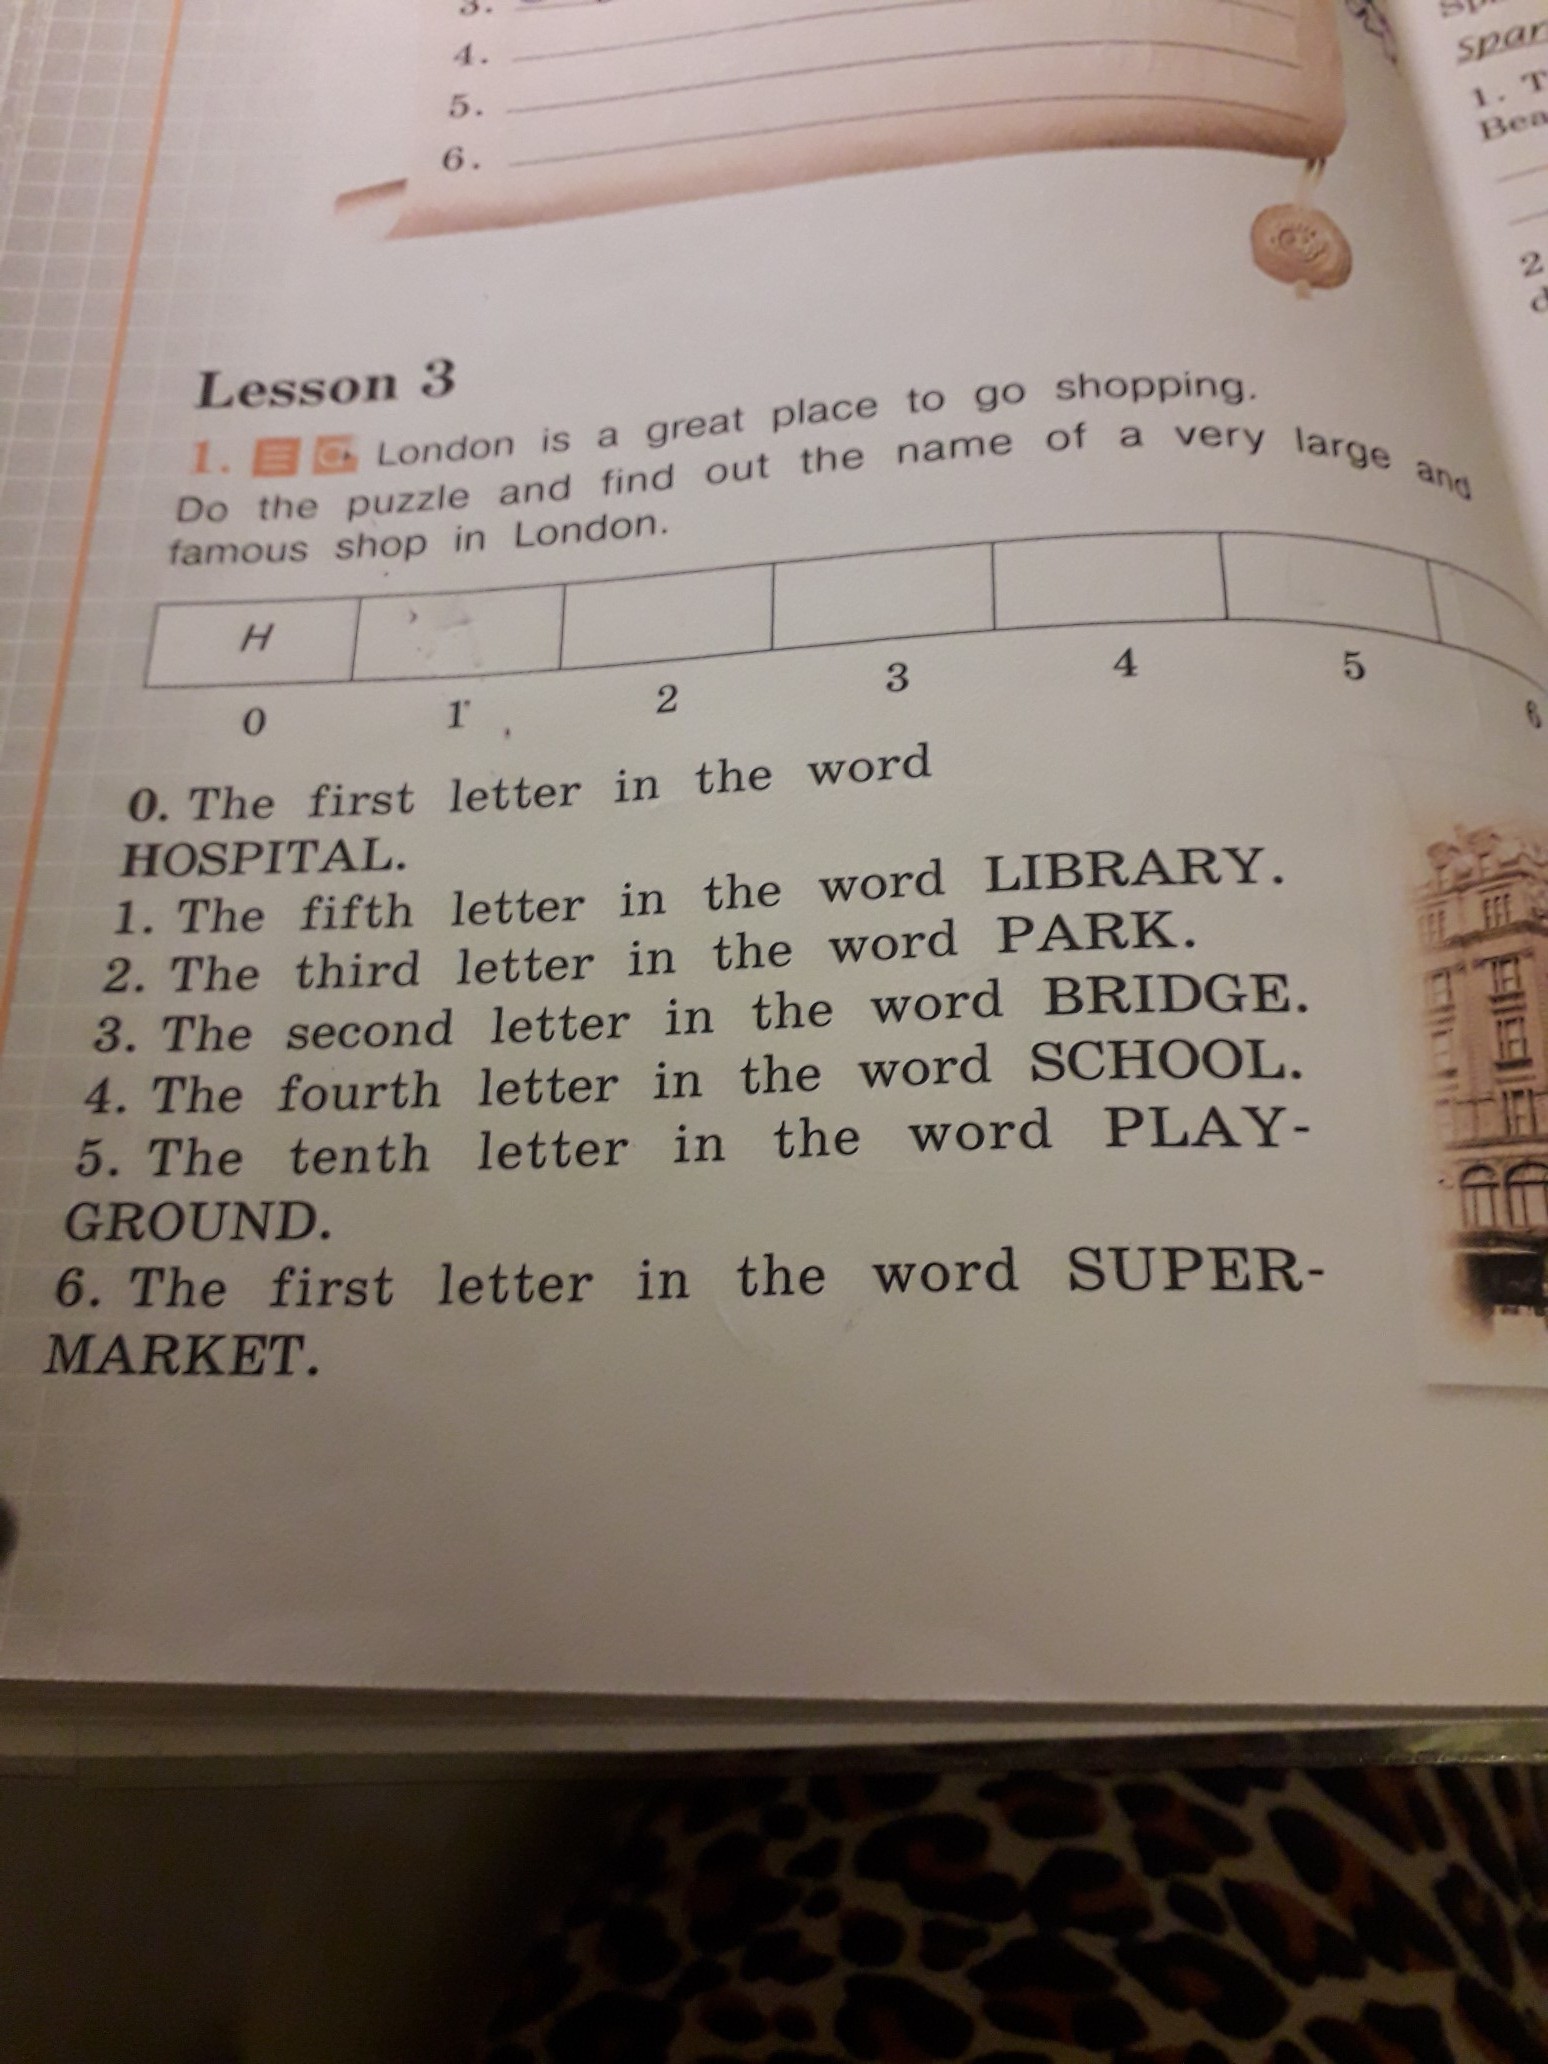 3.
4.
5.
6.
Lesson 3
1. London is a great place to go shopping.
Do the puzzle and find out the name of a very large and
famous shop in London.
H
0 1 2 3 4 5 6
0. The first letter in the word
HOSPITAL.
1. The fifth letter in the word LIBRARY.
2. The third letter in the word PARK.
3. The second letter in the word BRIDGE.
4. The fourth letter in the word SCHOOL.
5. The tenth letter in the word PLAY-
GROUND.
6. The first letter in the word SUPER-
MARKET.
1.
2